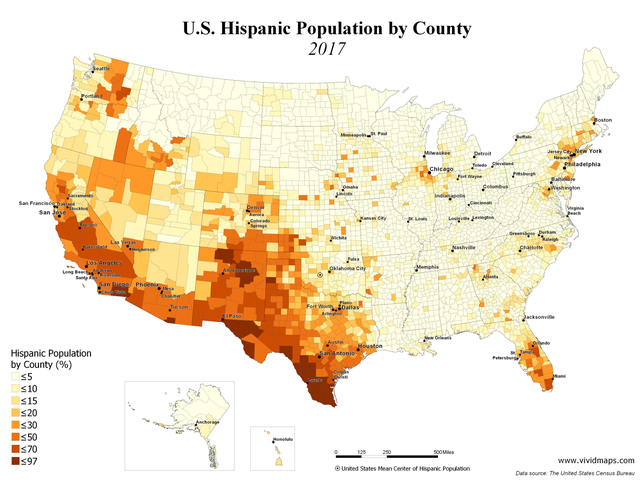 U.S. Hispanic Population by County
2017
Seattle
Portland
Minneapolis St. Paul
Boston
Buffalo
Milwaukee
Detroit
Jersey City New York
Newark
Chicago
Toledo Cleveland
Philadelphia
Fort Wayne
Pittsburgh
Omaha
Lincoln
Baltimore
Washington
Columbus
Indianapolis
Cincinnati
Sacramento
San Francisco Oakland
Stockton
San Jose
Denver
Aurora
Colorado
Springs
Kansas City
St. Louis
Louisville Lexington
Virginia
Beach
Las Vegas
Henderson
Bakersfield
Wichita
Greensboro Durham
Raleigh
Nashville
Charlotte
Tulsa
Oklahoma City
Memphis
Albuquerque
Los Angeles
Long Beach
Santa Ana
Riverside
San Diego
Phoenix
Mesa
Chandler
Tucson
El Paso
Atlanta
Plano
Fort Worth Dallas
Arlington
Jacksonville
Austin
Houston
San Antonio
New Orleans
Orlando
St. Tampa
Petersburg
Corpus
Christi
Laredo
Miami
Hispanic Population
by County (%)
≤5
≤10
≤15
≤20
≤30
≤50
≤70
≤97
Anchorage
Honolulu
0 125 250 500 Miles
United States Mean Center of Hispanic Population
www.vividmaps.com
Data source: The United States Census Bureau